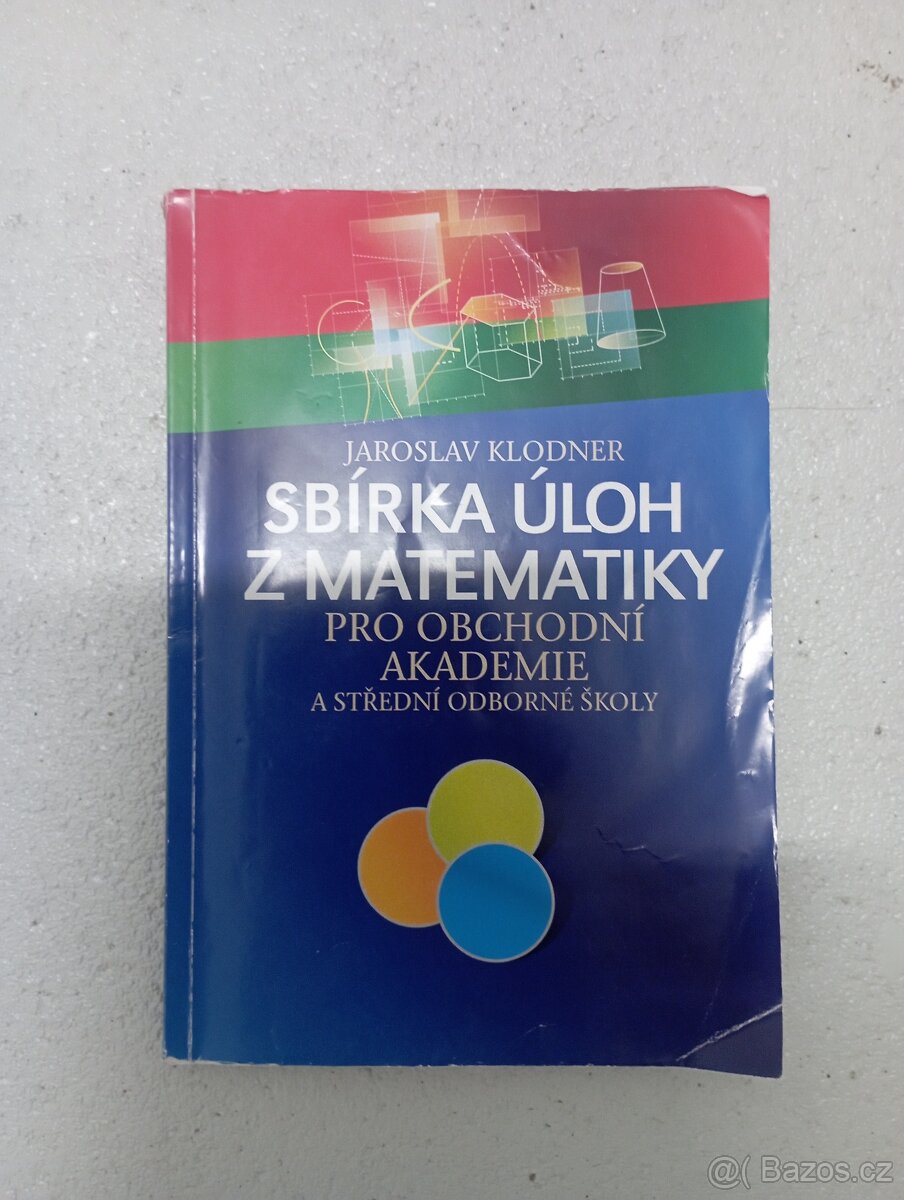 JAROSLAV KLODNER
SBÍRKA ÚLOH
Z MATEMATIKY
PRO OBCHODNÍ
AKADEMIE
A STŘEDNÍ ODBORNÉ ŠKOLY
@( Bazos.cz